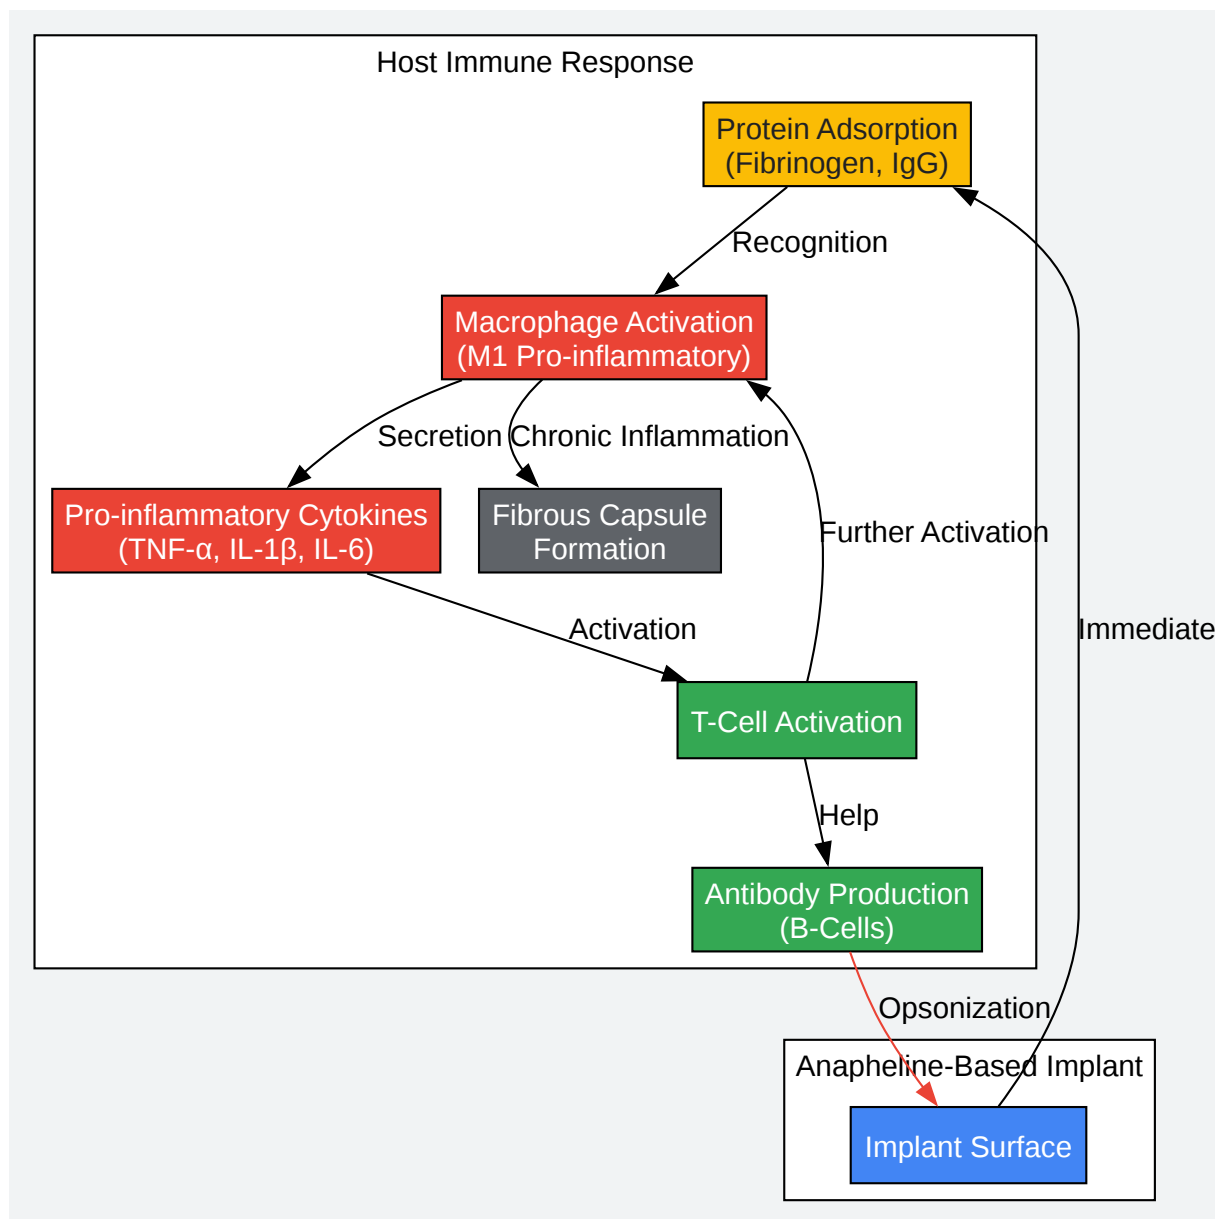 Host Immune Response
Protein Adsorption
(Fibrinogen, IgG)
Recognition
Macrophage Activation
(M1 Pro-inflammatory)
Secretion
Chronic Inflammation
Pro-inflammatory Cytokines
(TNF-α, IL-1β, IL-6)
Fibrous Capsule
Formation
Further Activation
Activation
Immediate
T-Cell Activation
Help
Antibody Production
(B-Cells)
Opsonization
Anapheline-Based Implant
Implant Surface